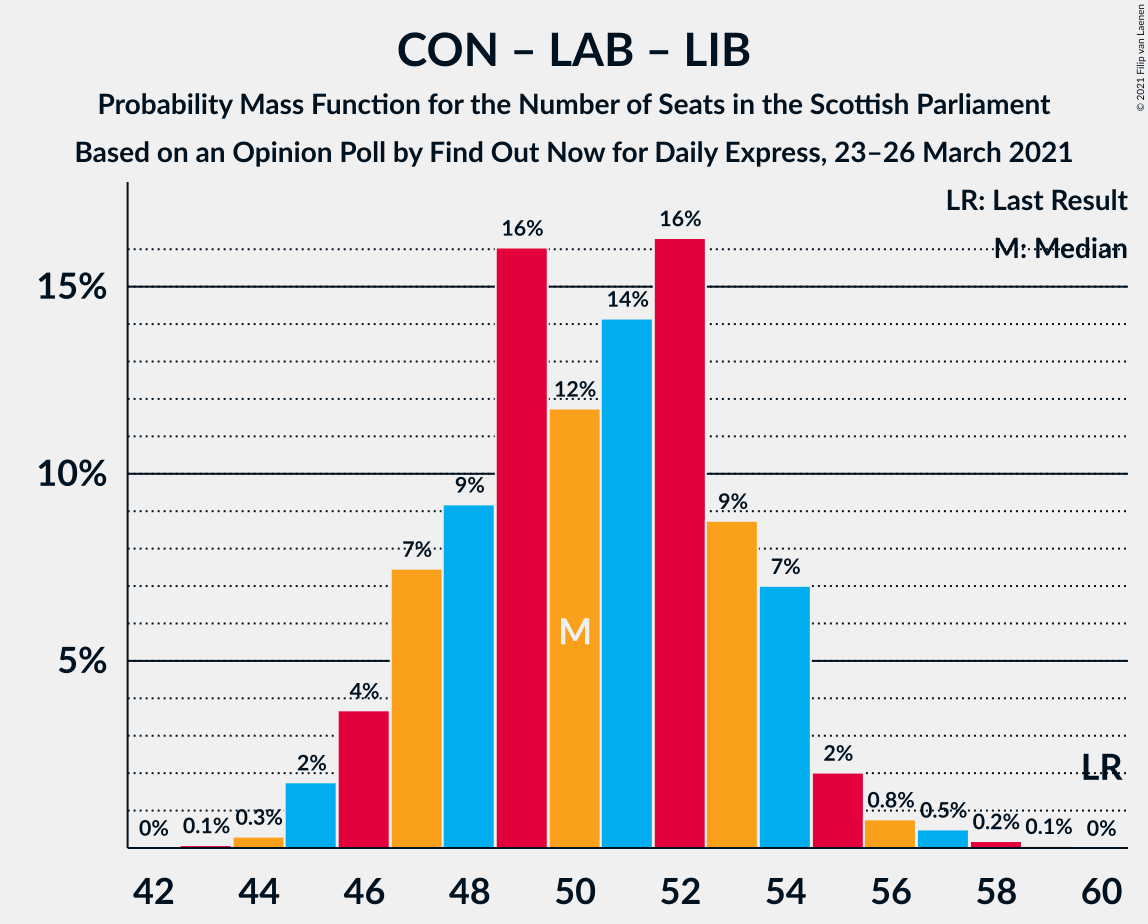 CON – LAB – LIB
Probability Mass Function for the Number of Seats in the Scottish Parliament
Based on an Opinion Poll by Find Out Now for Daily Express, 23–26 March 2021
© 2021 Filip van Laenen
LR: Last Result
M: Median
15%
10%
5%
0%
0.1%
0.3%
2%
4%
7%
9%
16%
12%
14%
16%
9%
7%
2%
0.8%
0.5%
0.2%
0.1%
0%
M
LR
42 44 46 48 50 52 54 56 58 60